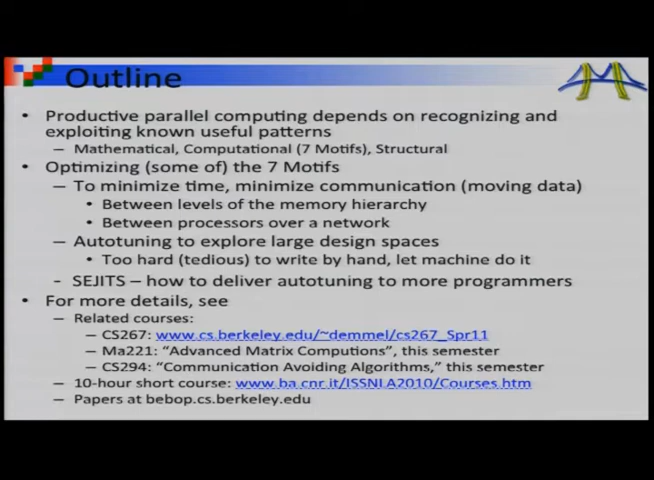 Outline
• Productive parallel computing depends on recognizing and
exploiting known useful patterns
– Mathematical, Computational (7 Motifs), Structural
• Optimizing (some of) the 7 Motifs
– To minimize time, minimize communication (moving data)
• Between levels of the memory hierarchy
• Between processors over a network
– Autotuning to explore large design spaces
• Too hard (tedious) to write by hand, let machine do it
- SEJITS – how to deliver autotuning to more programmers
• For more details, see
– Related courses:
– CS267: www.cs.berkeley.edu/~demmel/cs267_Spr11
– Ma221: "Advanced Matrix Computations", this semester
– CS294: "Communication Avoiding Algorithms," this semester
– 10-hour short course: www.ba.cnr.it/ISSNLA2010/Courses.htm
– Papers at bebop.cs.berkeley.edu